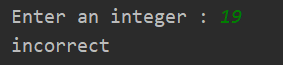 Enter an integer : 19
incorrect